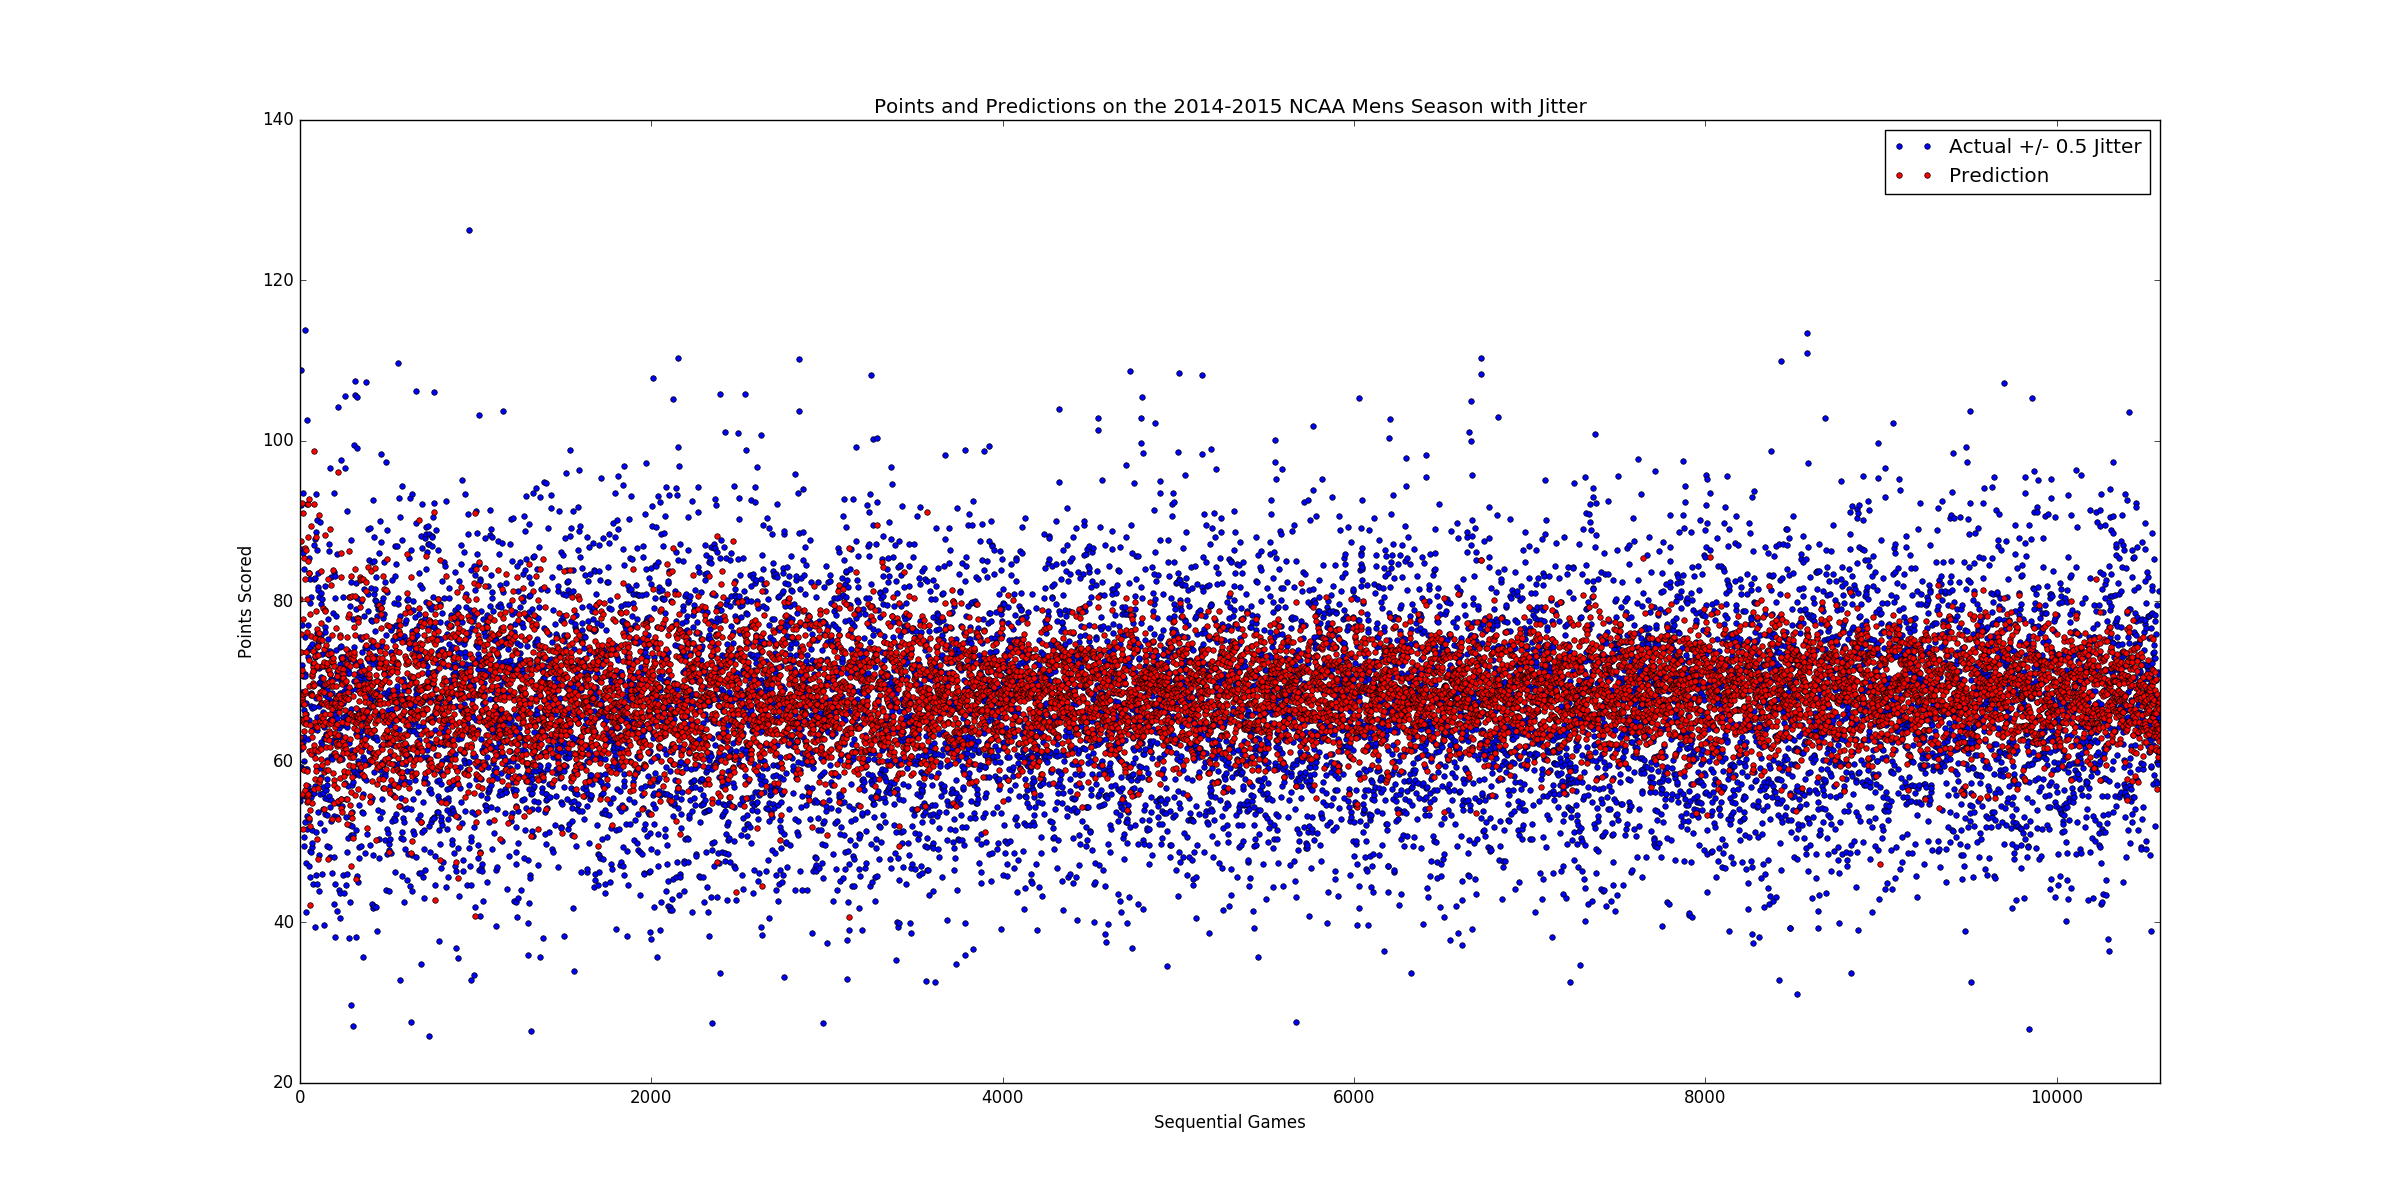 Points and Predictions on the 2014-2015 NCAA Mens Season with Jitter
140
120
100
80
60
40
20
Points Scored
Actual +/- 0.5 Jitter
Prediction
0
2000
4000
6000
8000
10000
Sequential Games